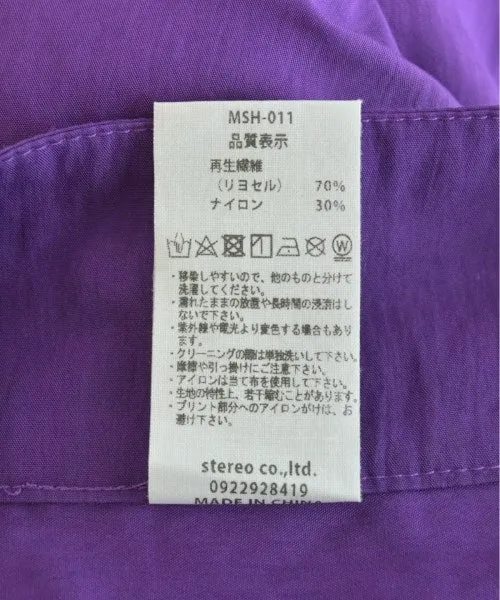 MSH-011
品質表示
再生繊維
(リヨセル) 70%
ナイロン 30%
W
・移染しやすいので、他のものと分けて
洗濯してください。
・濡れたままの放置や長時間の浸漬はし
ないで下さい。
・紫外線や電光より変色する場合もあり
ます。
・クリーニングの際は単独洗いして下さい。
・摩擦や引っ掛けにご注意下さい。
・アイロンは当て布を使用して下さい。
・生地の特性上、若干縮むことがあります。
・プリント部分へのアイロンがけは、お
避け下さい。
stereo co.,ltd.
0922928419
MADE IN CHINA